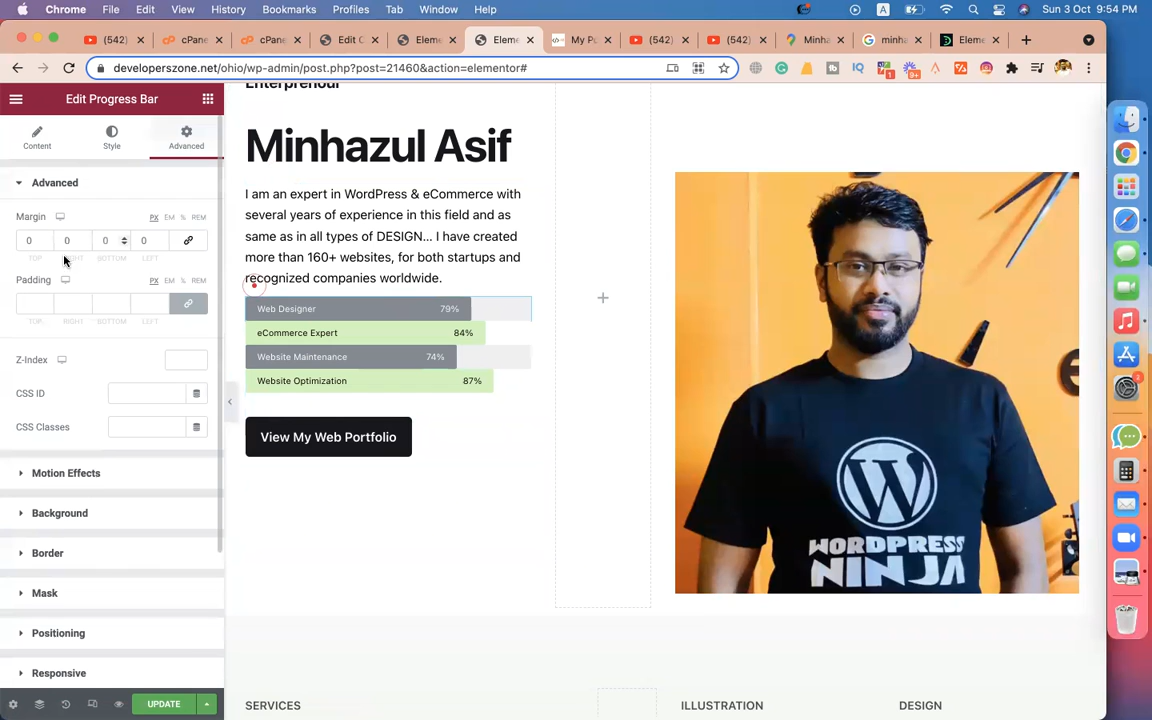 Chrome File Edit View History Bookmarks Profiles Tab Window Help A Sun 3 Oct 9:54 PM
(542) cPane cPane Edit C Eleme Eleme My Po (542) (542) Minha minha Eleme
developerszone.net/ohio/wp-admin/post.php?post=21460&action=elementor#
Edit Progress Bar
Content Style Advanced
Advanced
Margin PX EM % REM
0 0 0 0
TOP RIGHT BOTTOM LEFT
Padding PX EM % REM
TOP RIGHT BOTTOM LEFT
Z-Index
CSS ID
CSS Classes
Motion Effects
Background
Border
Mask
Positioning
Responsive
UPDATE
Enterpreneur
Minhazul Asif
I am an expert in WordPress & eCommerce with
several years of experience in this field and as
same as in all types of DESIGN... I have created
more than 160+ websites, for both startups and
recognized companies worldwide.
Web Designer 79%
eCommerce Expert 84%
Website Maintenance 74%
Website Optimization 87%
View My Web Portfolio
WORDPRESS
NINJA
SERVICES ILLUSTRATION DESIGN